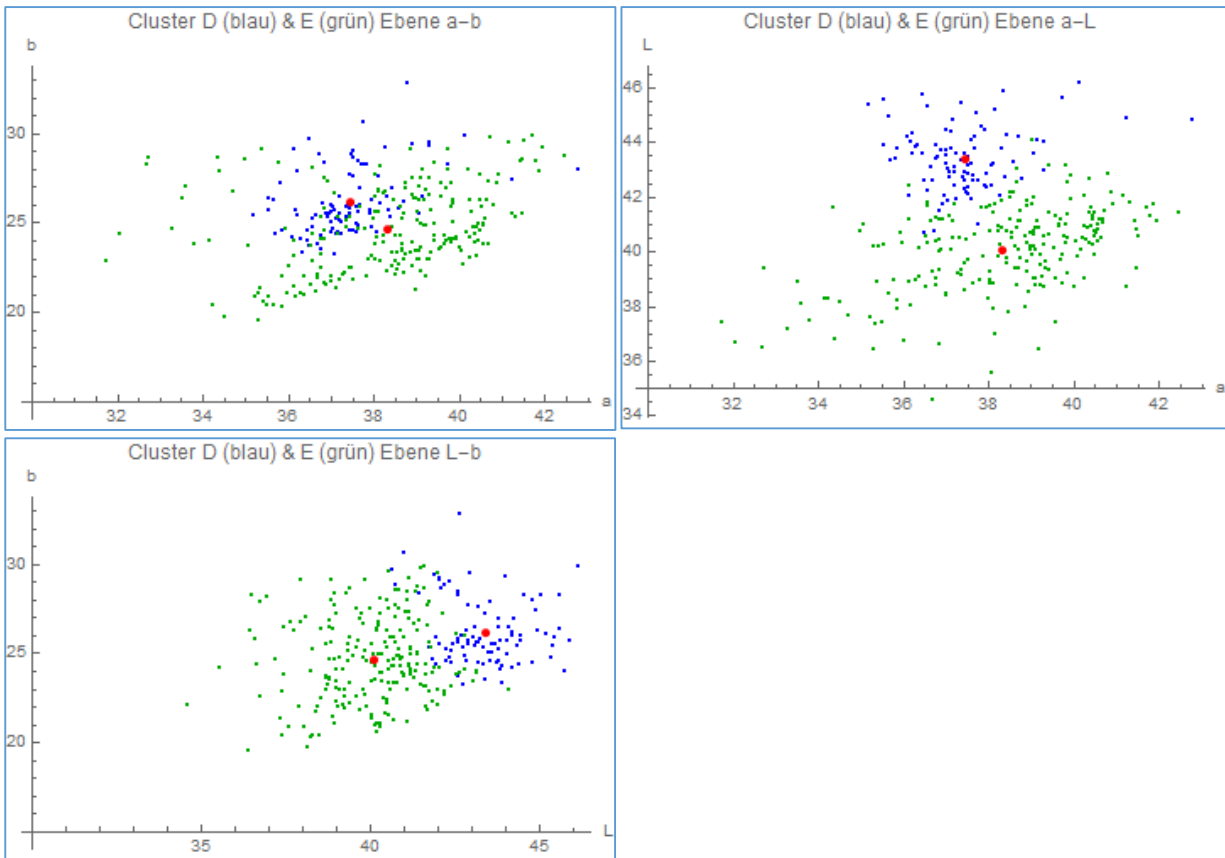 Cluster D (blau) & E (grün) Ebene a-b
b
30
25
20
32 34 36 38 40 42 a
Cluster D (blau) & E (grün) Ebene a-L
L
46
44
42
40
38
36
34
32 34 36 38 40 42 a
Cluster D (blau) & E (grün) Ebene L-b
b
30
25
20
35 40 45 L